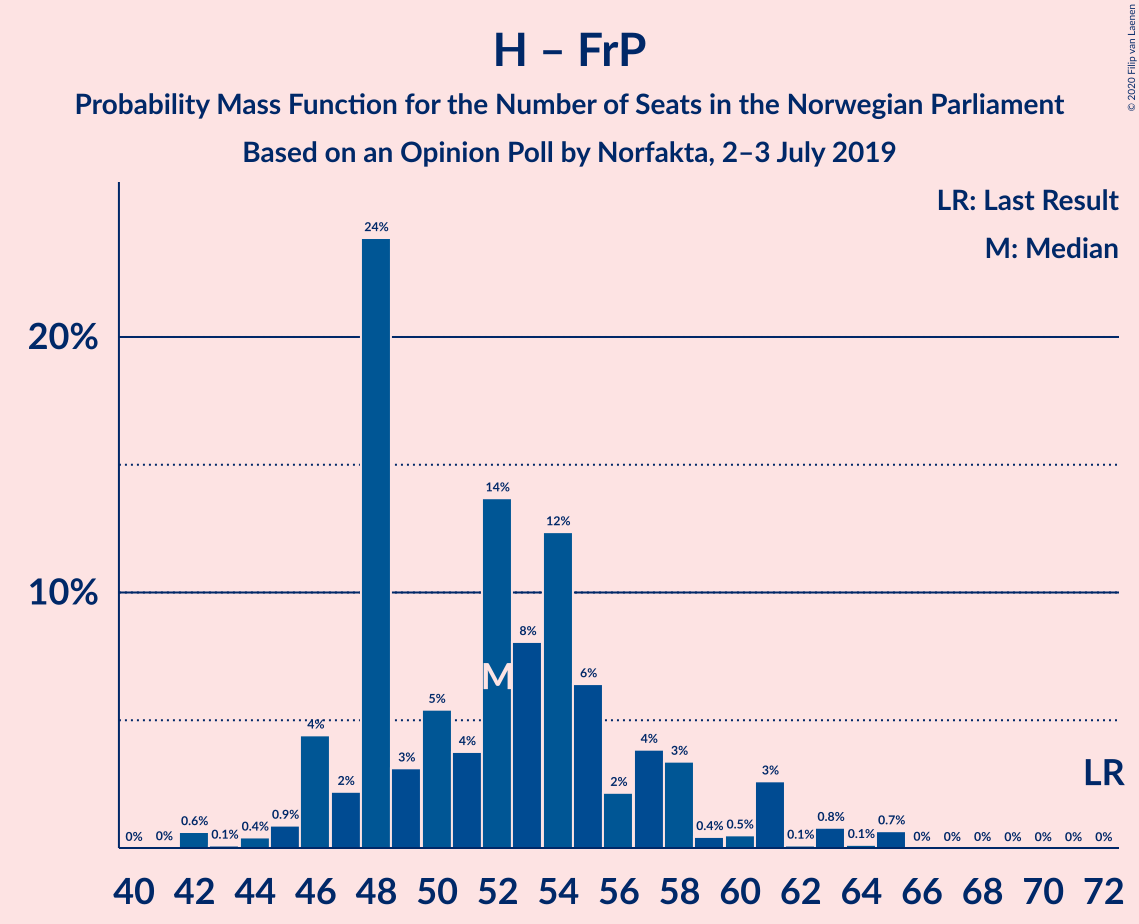 H – FrP
Probability Mass Function for the Number of Seats in the Norwegian Parliament
Based on an Opinion Poll by Norfakta, 2–3 July 2019
© 2020 Filip van Laenen
LR: Last Result
M: Median
20%
10%
0% 0% 0.6% 0.1% 0.4% 0.9% 4% 2% 24% 3% 5% 4% 14% 8% 12% 6% 2% 4% 3% 0.4% 0.5% 3% 0.1% 0.8% 0.1% 0.7% 0% 0% 0% 0% 0% 0% 0%
M
LR
40 42 44 46 48 50 52 54 56 58 60 62 64 66 68 70 72